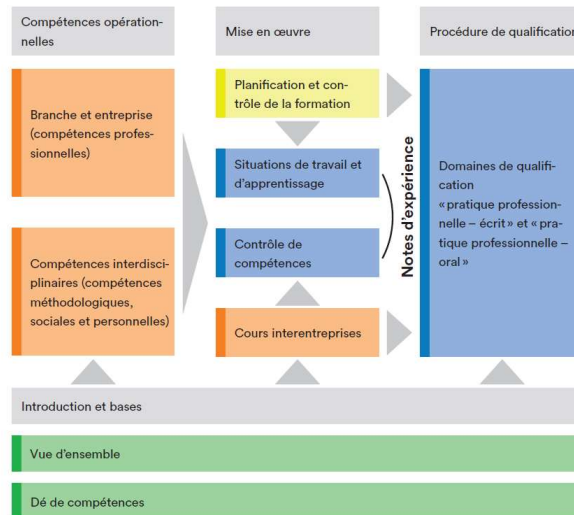 Compétences opération-
nelles
Mise en œuvre
Procédure de qualification
Branche et entreprise
(compétences profes-
sionnelles)
Compétences interdisci-
plinaires (compétences
méthodologiques,
sociales et personnelles)
Planification et con-
trôle de la formation
Situations de travail et
d'apprentissage
Contrôle de
compétences
Cours interentreprises
Notes d'expérience
Domaines de qualifi-
cation
«pratique profession-
nelle – écrit» et «pra-
tique professionnelle –
oral»
Introduction et bases
Vue d'ensemble
Dé de compétences